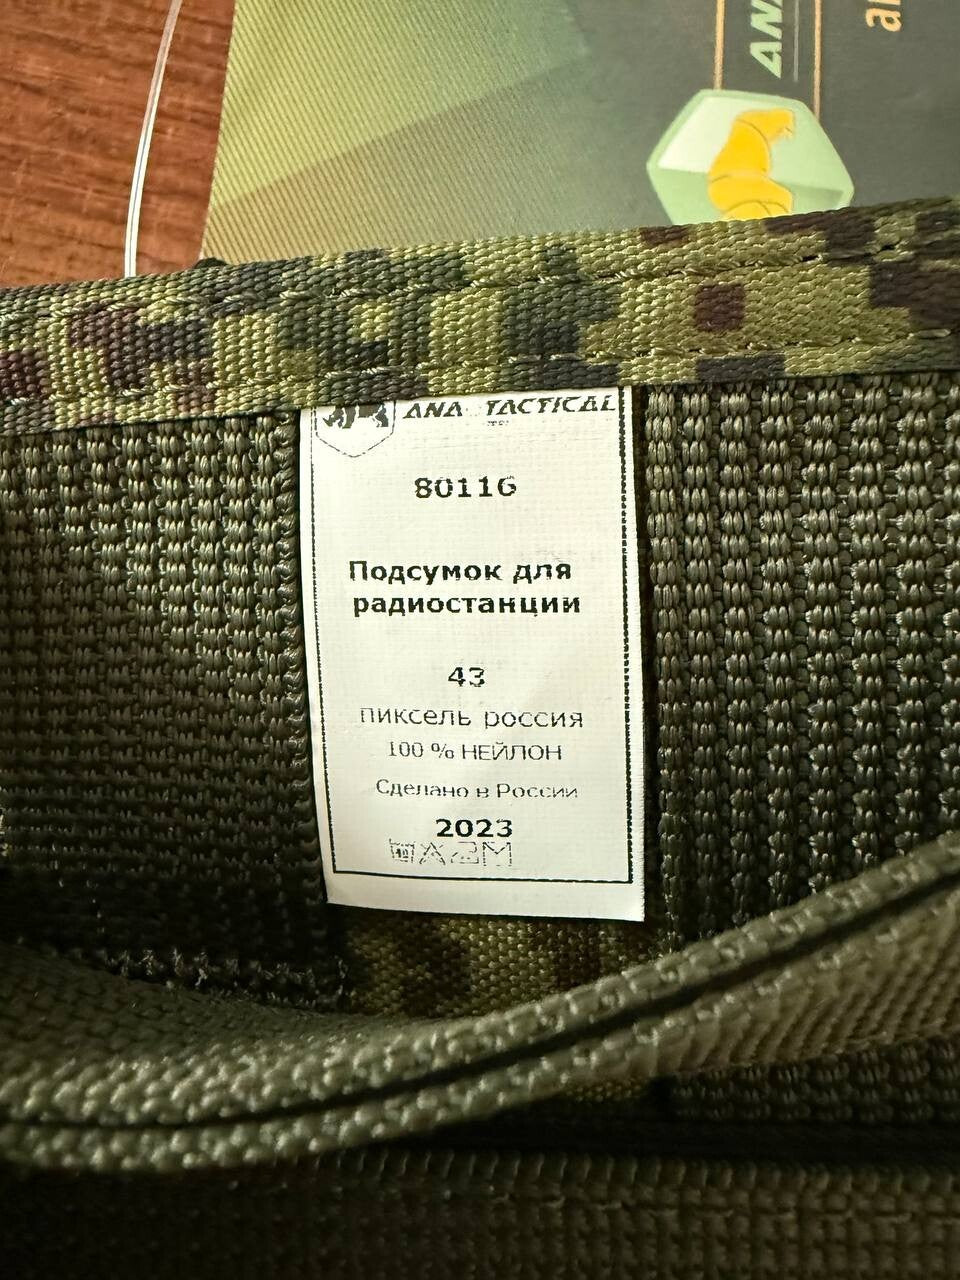 ANA TACTICAL
80116
Подсумок для
радиостанции
43
пиксель россия
100 % НЕЙЛОН
Сделано в России
2023